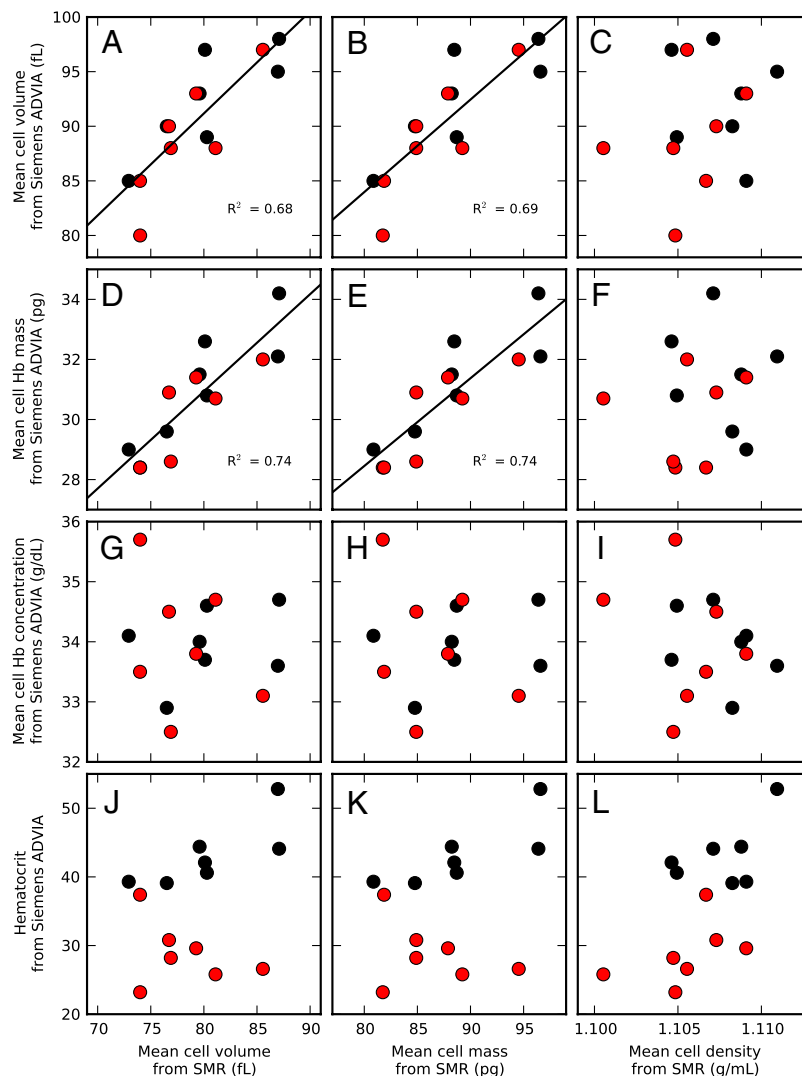 A
B
C
Mean cell volume
from Siemens ADVIA (fL)
100
95
90
85
80
R² = 0.68
R² = 0.69
D
E
F
Mean cell Hb mass
from Siemens ADVIA (pg)
34
32
30
28
R² = 0.74
R² = 0.74
G
H
I
Mean cell Hb concentration
from Siemens ADVIA (g/dL)
36
35
34
33
32
J
K
L
Hematocrit
from Siemens ADVIA
50
40
30
20
70 75 80 85 90
80 85 90 95
1.100 1.105 1.110
Mean cell volume
from SMR (fL)
Mean cell mass
from SMR (pg)
Mean cell density
from SMR (g/mL)